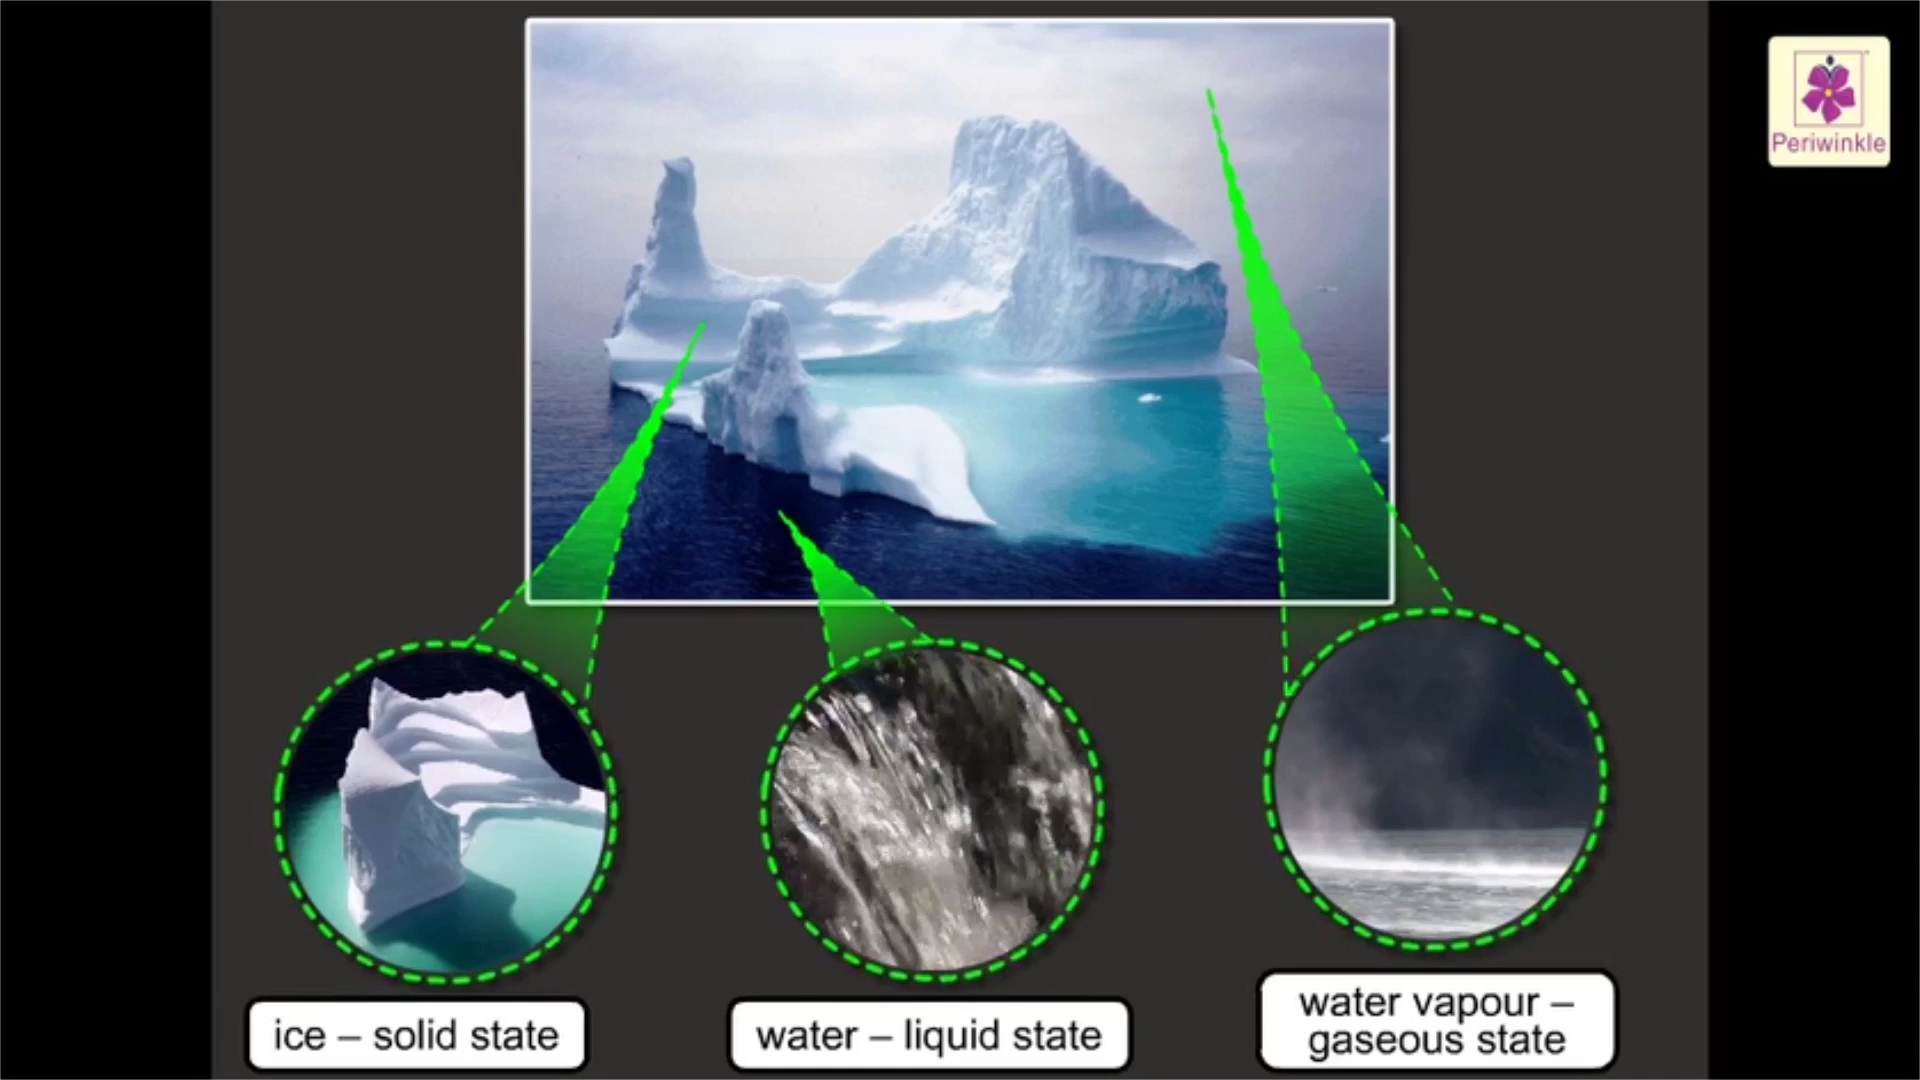 Periwinkle
ice – solid state
water – liquid state
water vapour –
gaseous state